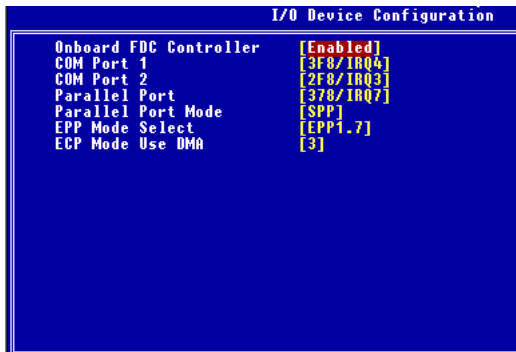 I/O Device Configuration
Onboard FDC Controller [Enabled]
COM Port 1 [3F8/IRQ4]
COM Port 2 [2F8/IRQ3]
Parallel Port [378/IRQ7]
Parallel Port Mode [SPP]
EPP Mode Select [EPP1.7]
ECP Mode Use DMA [3]